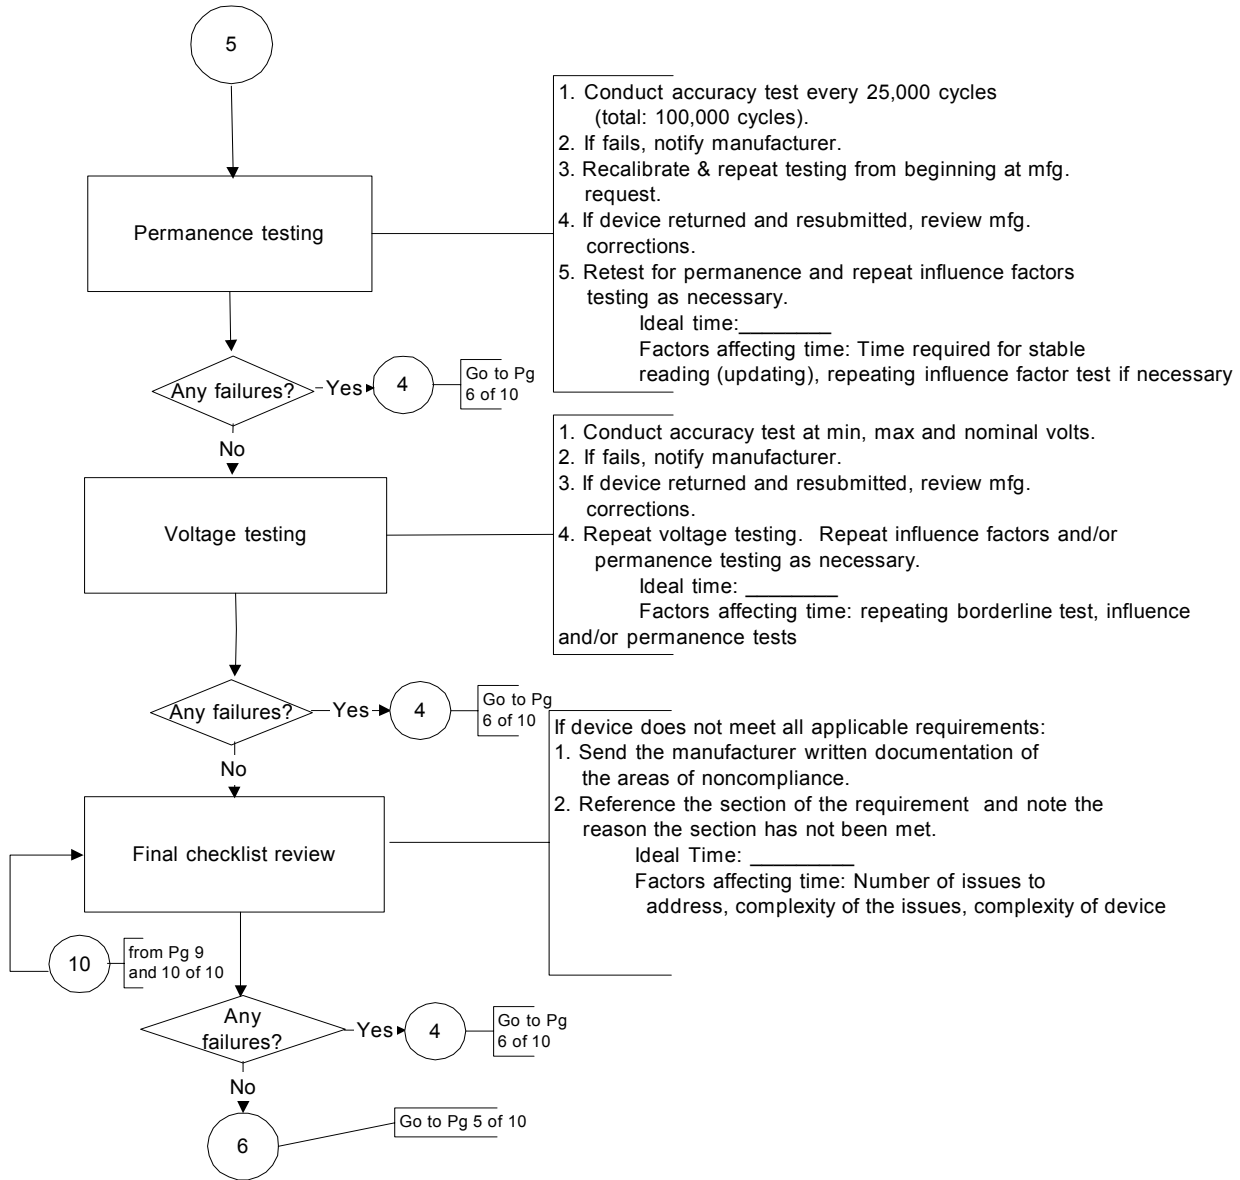 5
1. Conduct accuracy test every 25,000 cycles
(total: 100,000 cycles).
2. If fails, notify manufacturer.
3. Recalibrate & repeat testing from beginning at mfg.
request.
4. If device returned and resubmitted, review mfg.
corrections.
5. Retest for permanence and repeat influence factors
testing as necessary.
Ideal time:________
Factors affecting time: Time required for stable
reading (updating), repeating influence factor test if necessary
Permanence testing
Any failures?
Yes
4
Go to Pg
6 of 10
No
1. Conduct accuracy test at min, max and nominal volts.
2. If fails, notify manufacturer.
3. If device returned and resubmitted, review mfg.
corrections.
4. Repeat voltage testing.  Repeat influence factors and/or
permanence testing as necessary.
Ideal time: ________
Factors affecting time: repeating borderline test, influence
and/or permanence tests
Voltage testing
Any failures?
Yes
4
Go to Pg
6 of 10
No
If device does not meet all applicable requirements:
1. Send the manufacturer written documentation of
the areas of noncompliance.
2. Reference the section of the requirement  and note the
reason the section has not been met.
Ideal Time: _________
Factors affecting time: Number of issues to
address, complexity of the issues, complexity of device
Final checklist review
10
from Pg 9
and 10 of 10
Any
failures?
Yes
4
Go to Pg
6 of 10
No
6
Go to Pg 5 of 10